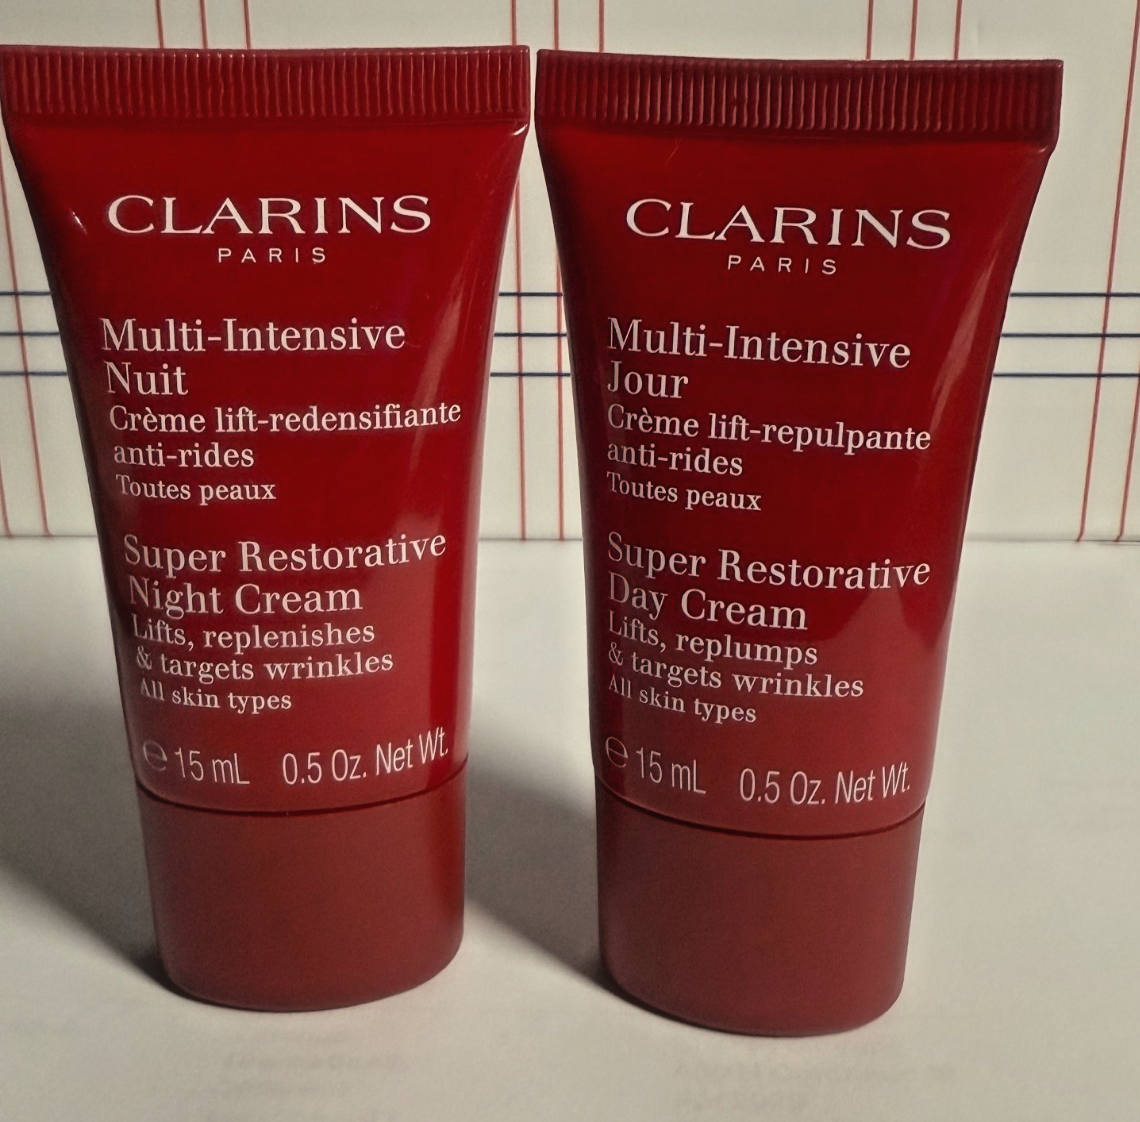 CLARINS
PARIS
Multi-Intensive
Nuit
Crème lift-redensifiante
anti-rides
Toutes peaux
Super Restorative
Night Cream
Lifts, replenishes
& targets wrinkles
All skin types
℮ 15 mL 0.5 Oz. Net Wt.
CLARINS
PARIS
Multi-Intensive
Jour
Crème lift-repulpante
anti-rides
Toutes peaux
Super Restorative
Day Cream
Lifts, replumps
& targets wrinkles
All skin types
℮ 15 mL 0.5 Oz. Net Wt.